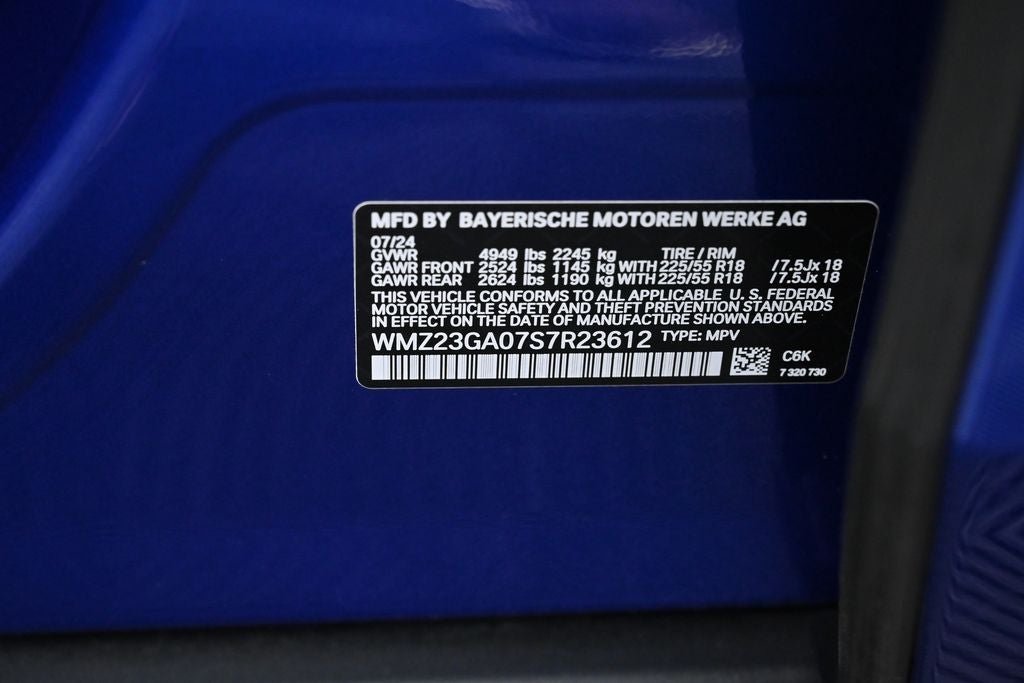 MFD BY BAYERISCHE MOTOREN WERKE AG
07/24
GVWR 4949 lbs 2245 kg TIRE / RIM
GAWR FRONT 2524 lbs 1145 kg WITH 225/55 R18 /7.5Jx 18
GAWR REAR 2624 lbs 1190 kg WITH 225/55 R18 /7.5Jx 18
THIS VEHICLE CONFORMS TO ALL APPLICABLE U. S. FEDERAL
MOTOR VEHICLE SAFETY AND THEFT PREVENTION STANDARDS
IN EFFECT ON THE DATE OF MANUFACTURE SHOWN ABOVE.
WMZ23GA07S7R23612 TYPE: MPV
C6K
7 320 730